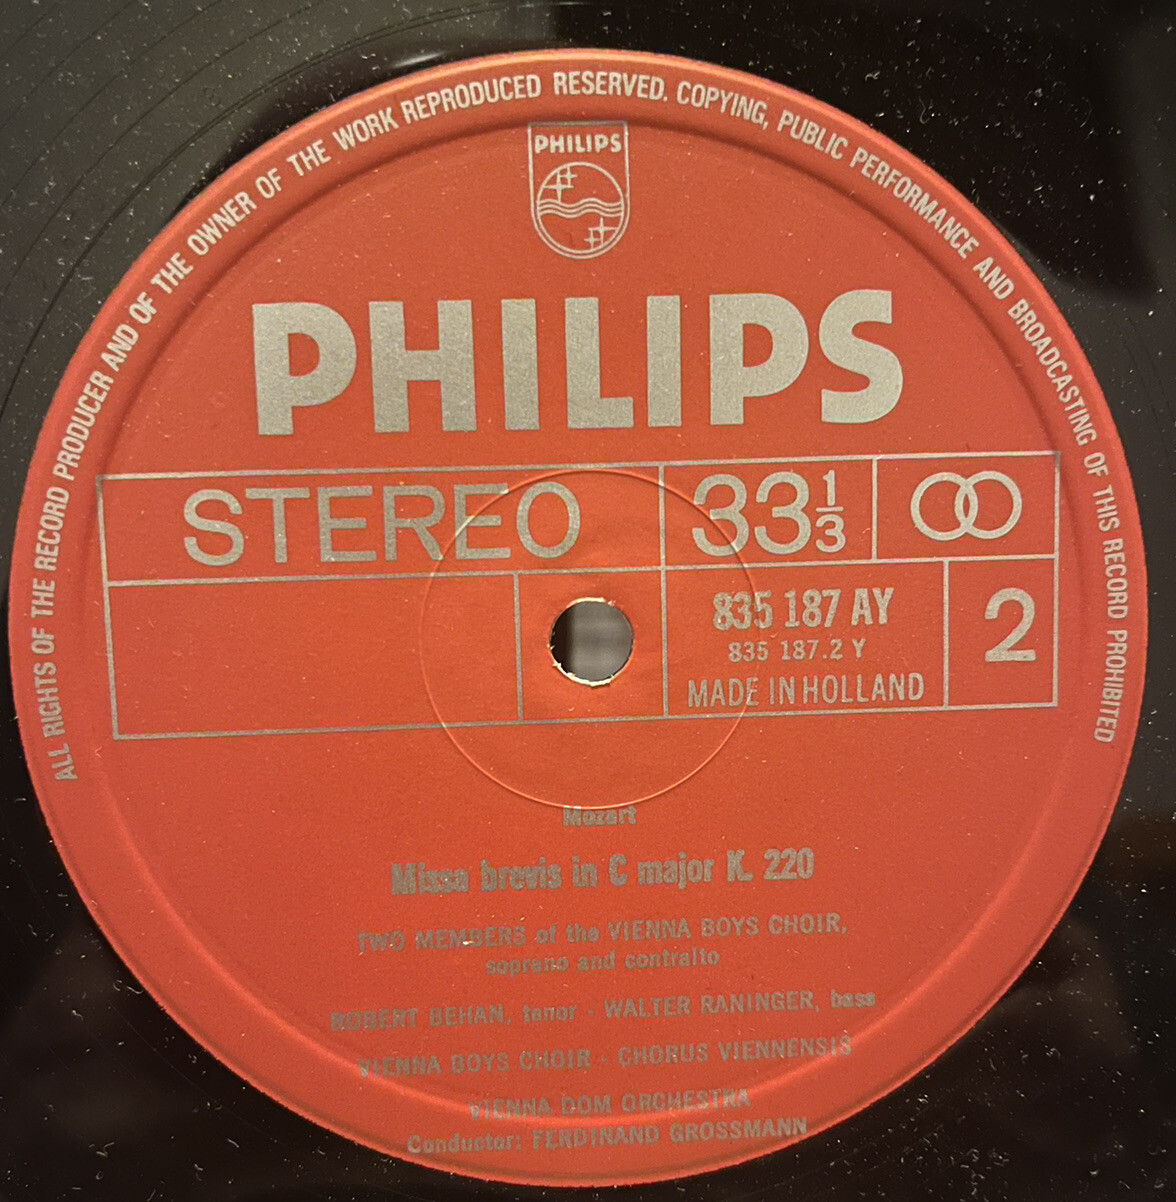 ALL RIGHTS OF THE RECORD PRODUCER AND OF THE OWNER OF THE WORK REPRODUCED RESERVED. COPYING, PUBLIC PERFORMANCE AND BROADCASTING OF THIS RECORD PROHIBITED
PHILIPS
PHILIPS
STEREO
33 1/3
835 187 AY
835 187.2 Y
MADE IN HOLLAND
2
Mozart
Missa brevis in C major K. 220
TWO MEMBERS of the VIENNA BOYS CHOIR,
soprano and contralto
ROBERT BEHAN, tenor - WALTER RANINGER, bass
VIENNA BOYS CHOIR - CHORUS VIENNENSIS
VIENNA DOM ORCHESTRA
Conductor: FERDINAND GROSSMANN